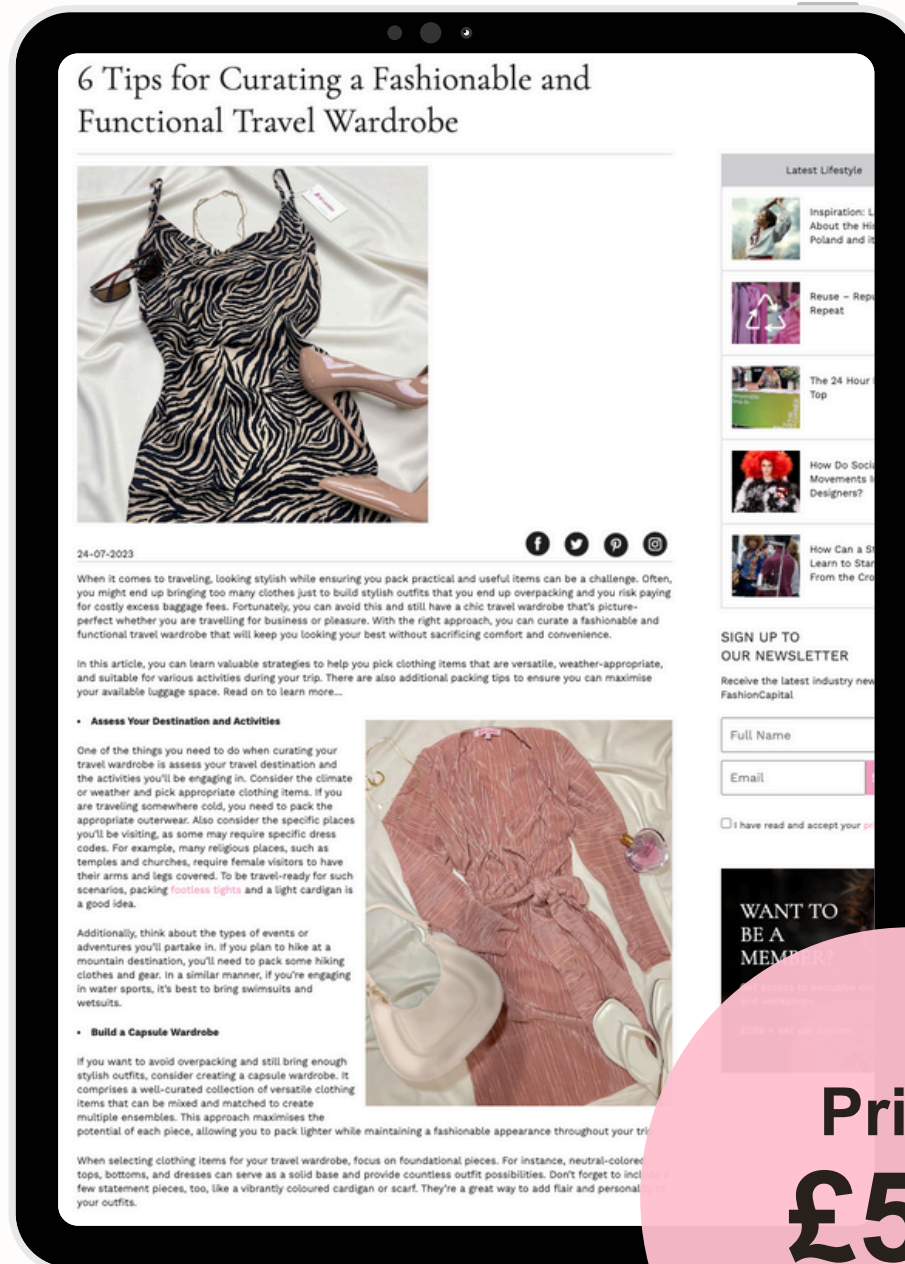 6 Tips for Curating a Fashionable and
Functional Travel Wardrobe
24-07-2023
When it comes to traveling, looking stylish while ensuring you pack practical and useful items can be a challenge. Often,
you might end up bringing too many clothes just to build stylish outfits that you end up overpacking and you risk paying
for costly excess baggage fees. Fortunately, you can avoid this and still have a chic travel wardrobe that's picture-
perfect whether you are travelling for business or pleasure. With the right approach, you can curate a fashionable and
functional travel wardrobe that will keep you looking your best without sacrificing comfort and convenience.
In this article, you can learn valuable strategies to help you pick clothing items that are versatile, weather-appropriate,
and suitable for various activities during your trip. There are also additional packing tips to ensure you can maximise
your available luggage space. Read on to learn more...
• Assess Your Destination and Activities
One of the things you need to do when curating your
travel wardrobe is assess your travel destination and
the activities you'll be engaging in. Consider the climate
or weather and pick appropriate clothing items. If you
are traveling somewhere cold, you need to pack the
appropriate outerwear. Also consider the specific places
you'll be visiting, as some may require specific dress
codes. For example, many religious places, such as
temples and churches, require female visitors to have
their arms and legs covered. To be travel-ready for such
scenarios, packing footless tights and a light cardigan is
a good idea.
Additionally, think about the types of events or
adventures you'll partake in. If you plan to hike at a
mountain destination, you'll need to pack some hiking
clothes and gear. In a similar manner, if you're engaging
in water sports, it's best to bring swimsuits and
wetsuits.
• Build a Capsule Wardrobe
If you want to avoid overpacking and still bring enough
stylish outfits, consider creating a capsule wardrobe. It
comprises a well-curated collection of versatile clothing
items that can be mixed and matched to create
multiple ensembles. This approach maximises the
potential of each piece, allowing you to pack lighter while maintaining a fashionable appearance throughout your tri
When selecting clothing items for your travel wardrobe, focus on foundational pieces. For instance, neutral-colored
tops, bottoms, and dresses can serve as a solid base and provide countless outfit possibilities. Don't forget to include a
few statement pieces, too, like a vibrantly coloured cardigan or scarf. They're a great way to add flair and personality to
your outfits.
Latest Lifestyle
Inspiration: L
About the His
Poland and it
Reuse – Repu
Repeat
The 24 Hour
Top
How Do Socia
Movements I
Designers?
How Can a St
Learn to Star
From the Cro
SIGN UP TO
OUR NEWSLETTER
Receive the latest industry new
FashionCapital
Full Name
Email
I have read and accept your pr
WANT TO
BE A
MEMBER?
Get access to exclusive con
and workshops
Pri
£5